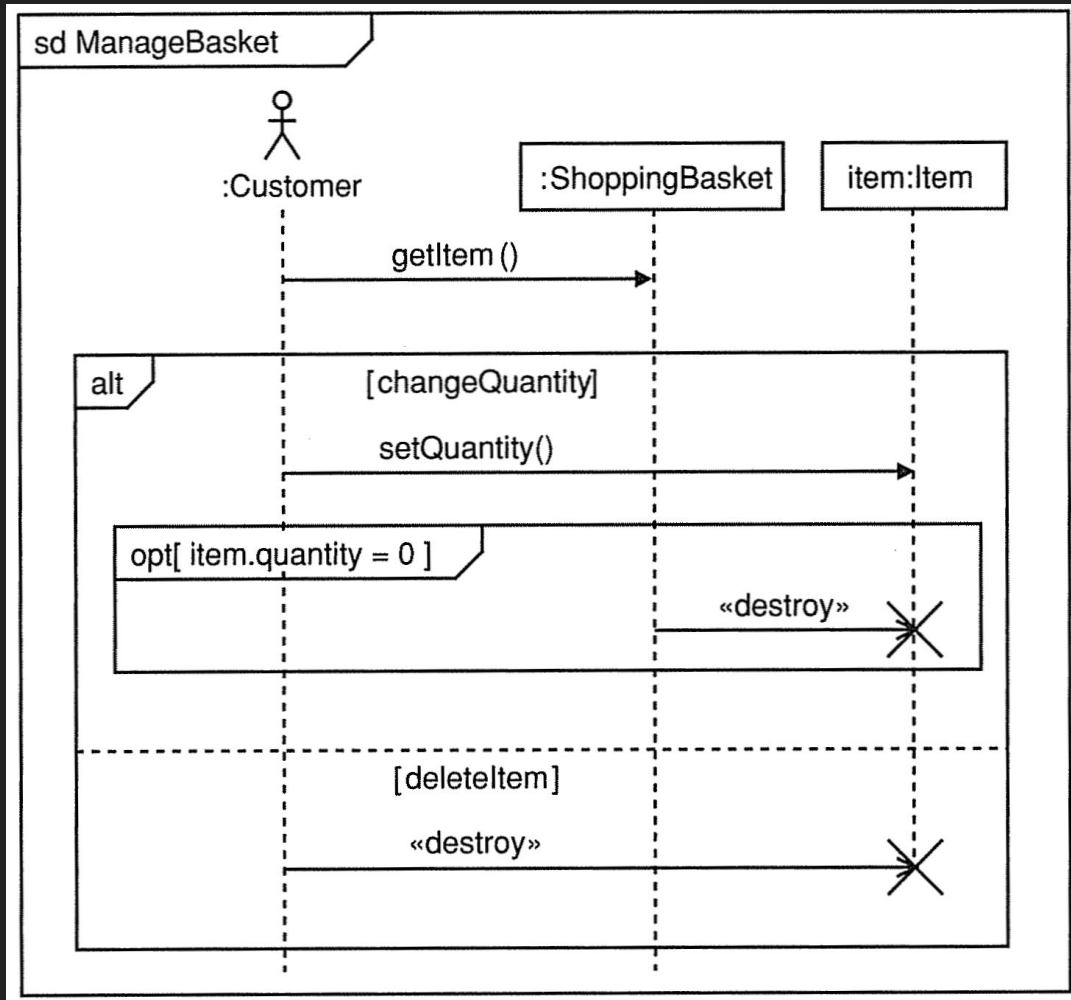 sd ManageBasket
:Customer
:ShoppingBasket
item:Item
getItem ()
alt
[changeQuantity]
setQuantity()
opt[ item.quantity = 0 ]
«destroy»
[deleteItem]
«destroy»